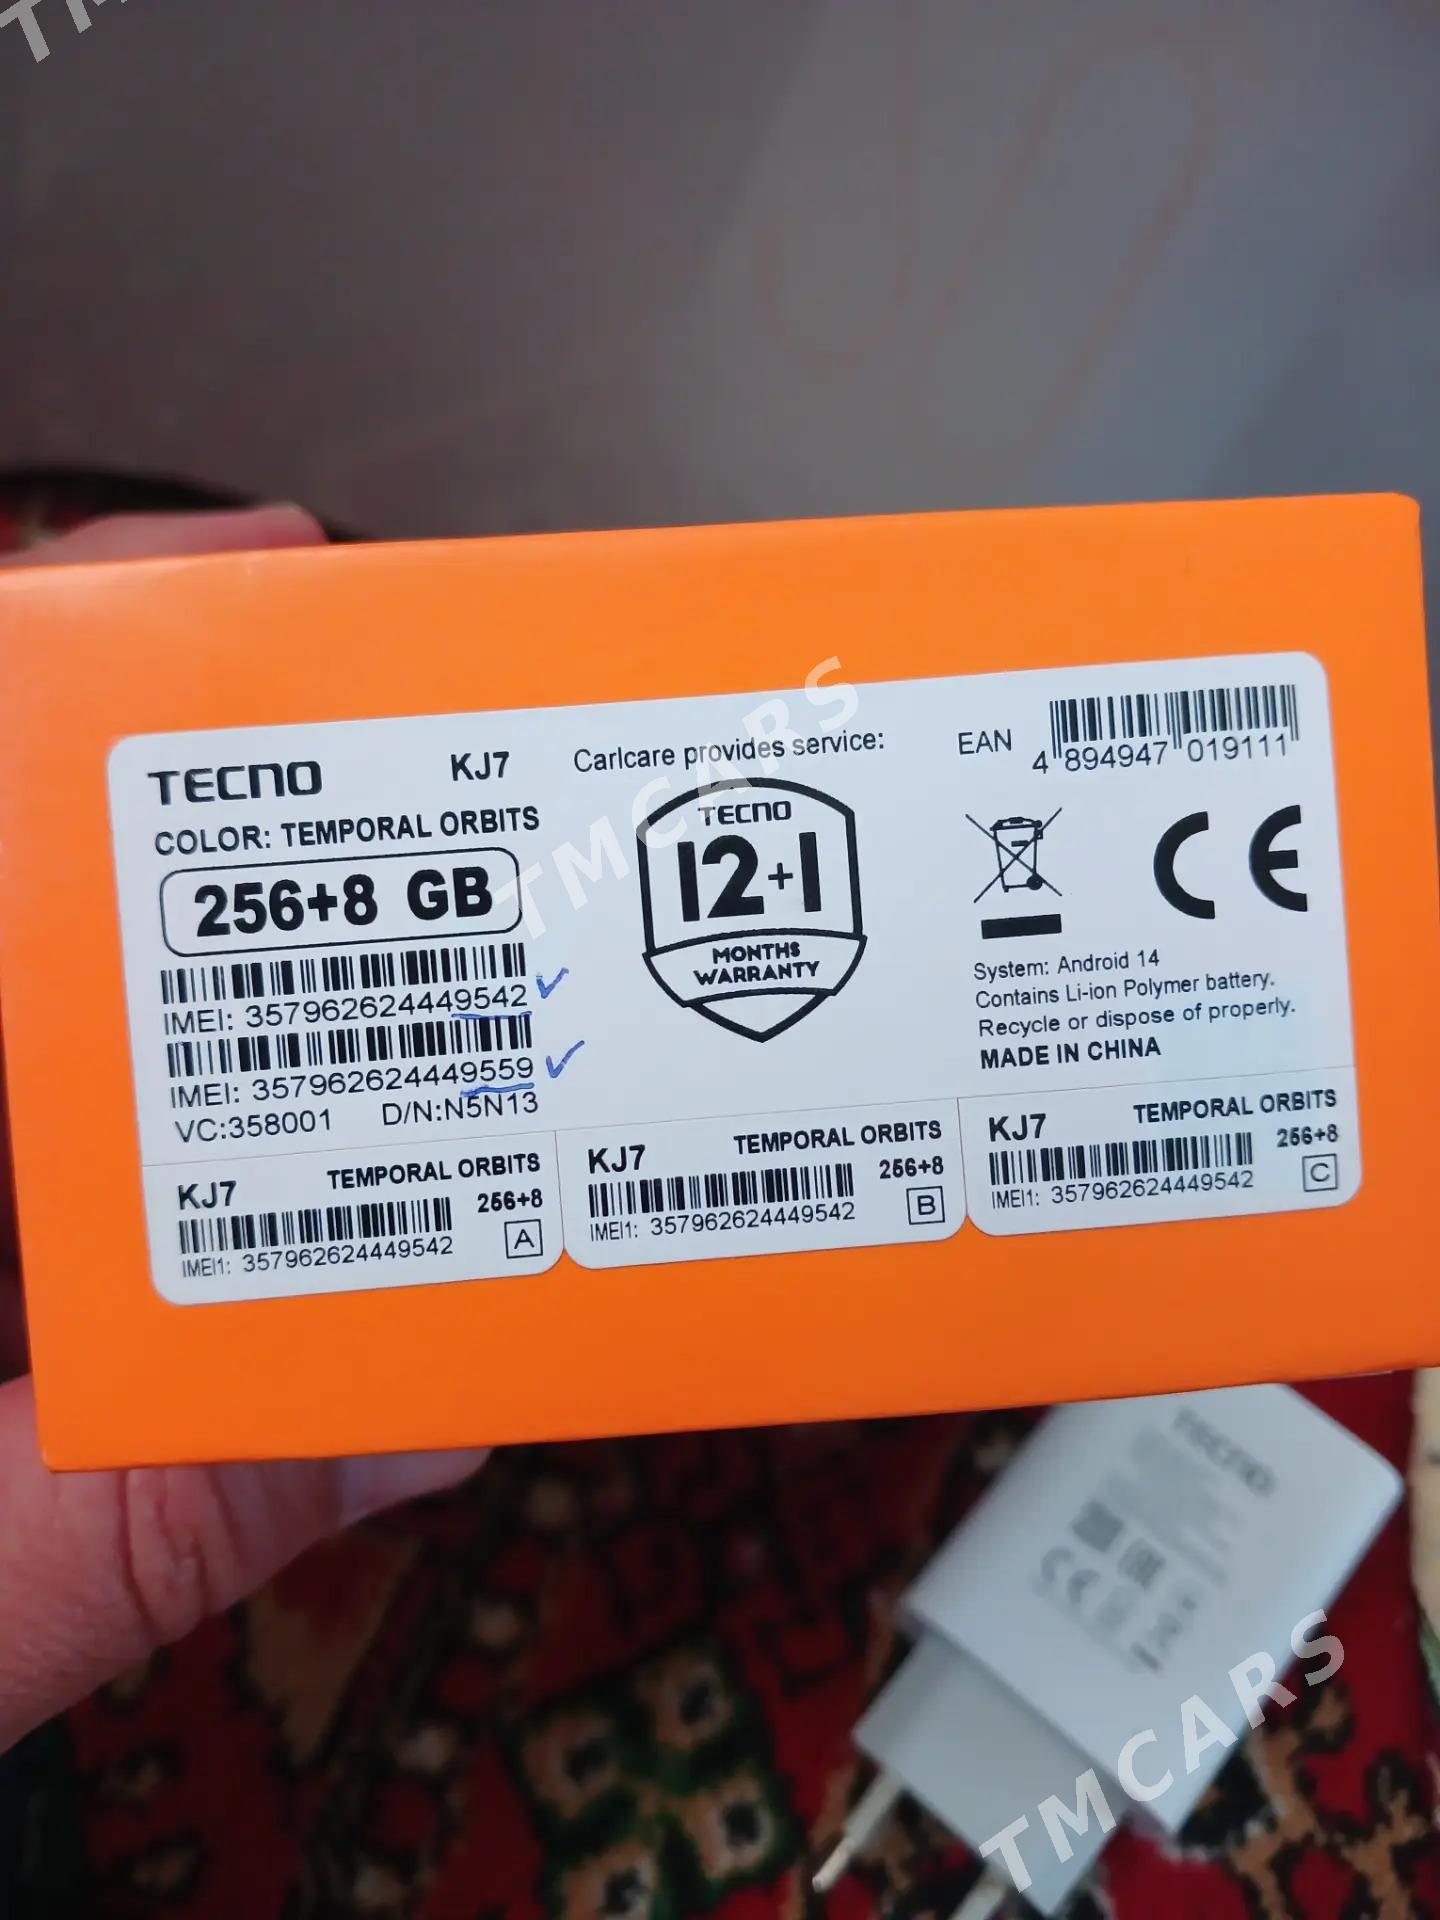 TECNO KJ7
COLOR: TEMPORAL ORBITS
256+8 GB
IMEI: 357962624449542
IMEI: 357962624449559
VC:358001 D/N:N5N13
Carlcare provides service:
TECNO
12+1
MONTHS
WARRANTY
EAN
4 894947 019111
CE
System: Android 14
Contains Li-ion Polymer battery.
Recycle or dispose of properly.
MADE IN CHINA
KJ7 TEMPORAL ORBITS
256+8
IMEI1: 357962624449542
A
KJ7 TEMPORAL ORBITS
256+8
IMEI1: 357962624449542
B
KJ7 TEMPORAL ORBITS
256+8
IMEI1: 357962624449542
C
TECNO
CE
TMCARS
TMCARS